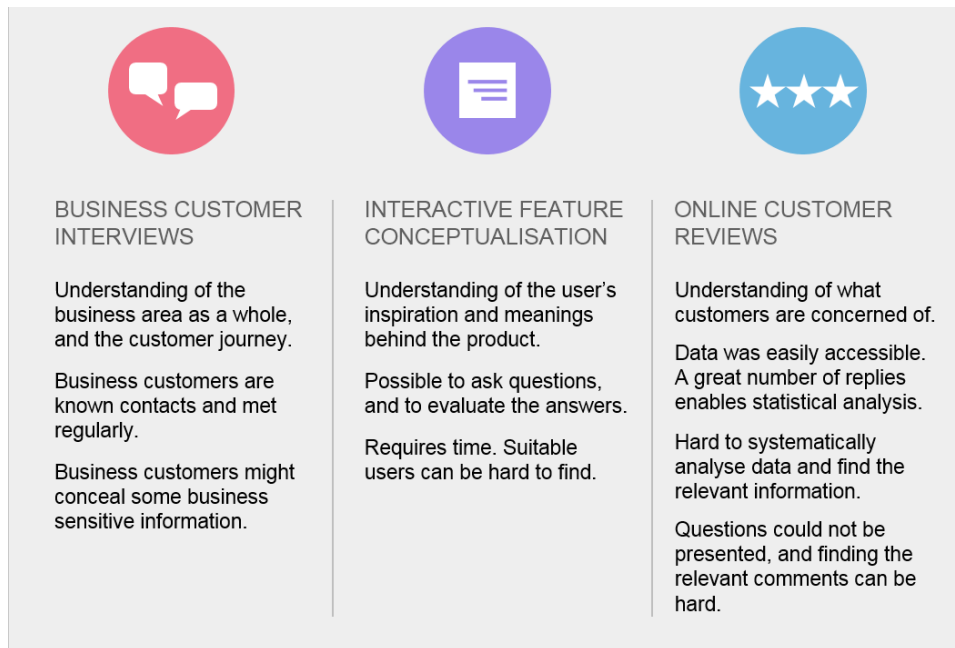 BUSINESS CUSTOMER
INTERVIEWS
Understanding of the
business area as a whole,
and the customer journey.
Business customers are
known contacts and met
regularly.
Business customers might
conceal some business
sensitive information.
INTERACTIVE FEATURE
CONCEPTUALISATION
Understanding of the user's
inspiration and meanings
behind the product.
Possible to ask questions,
and to evaluate the answers.
Requires time. Suitable
users can be hard to find.
ONLINE CUSTOMER
REVIEWS
Understanding of what
customers are concerned of.
Data was easily accessible.
A great number of replies
enables statistical analysis.
Hard to systematically
analyse data and find the
relevant information.
Questions could not be
presented, and finding the
relevant comments can be
hard.